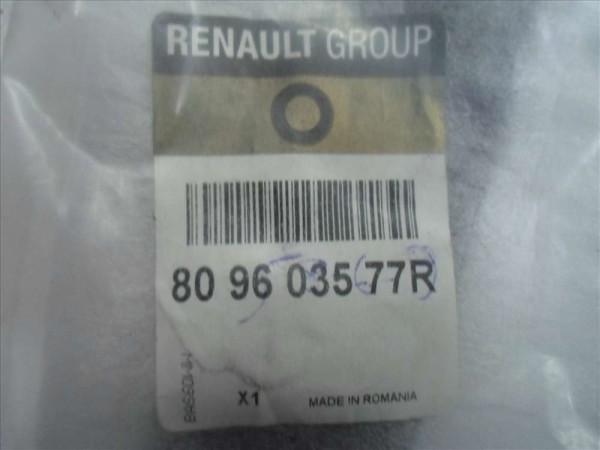 RENAULT GROUP
80 96 035 77R
X1
MADE IN ROMANIA